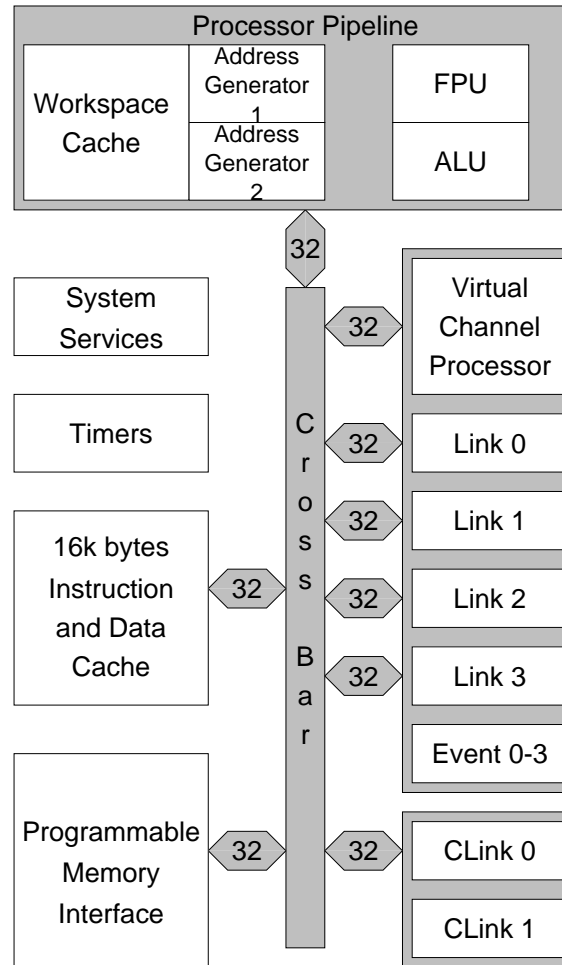 Processor Pipeline
Workspace
Cache
Address
Generator
1
Address
Generator
2
FPU
ALU
32
System
Services
Timers
16k bytes
Instruction
and Data
Cache
32
Programmable
Memory
Interface
32
C
r
o
s
s
B
a
r
32
Virtual
Channel
Processor
32
Link 0
32
Link 1
32
Link 2
32
Link 3
Event 0-3
32
CLink 0
CLink 1